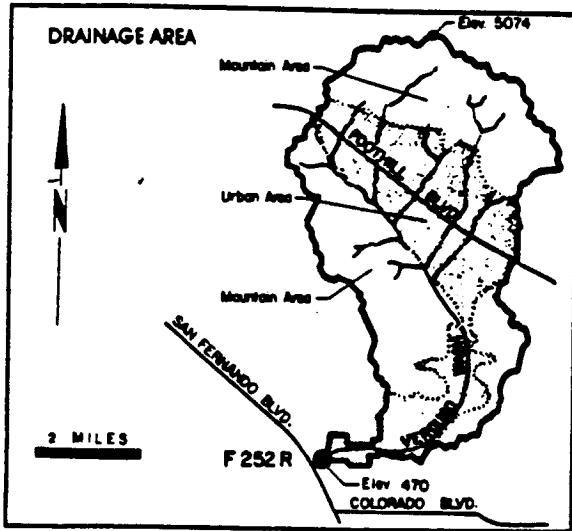 DRAINAGE AREA
Elev. 5074
Mountain Area
N
FOOTHILL
BLVD.
Urban Area
Mountain Area
SAN FERNANDO BLVD.
WASH
VERDUGO
2 MILES
F 252 R
Elev 470
COLORADO BLVD.